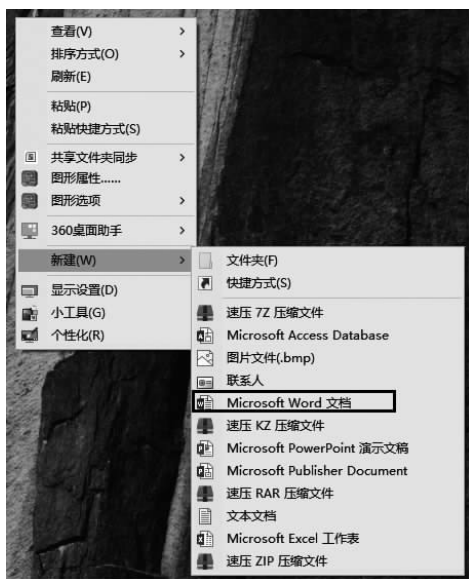 查看(V)
排序方式(O)
刷新(E)
粘贴(P)
粘贴快捷方式(S)
共享文件夹同步
图形属性......
图形选项
360桌面助手
新建(W)
显示设置(D)
小工具(G)
个性化(R)
文件夹(F)
快捷方式(S)
速压 7Z 压缩文件
Microsoft Access Database
图片文件(.bmp)
联系人
Microsoft Word 文档
速压 KZ 压缩文件
Microsoft PowerPoint 演示文稿
Microsoft Publisher Document
速压 RAR 压缩文件
文本文档
Microsoft Excel 工作表
速压 ZIP 压缩文件